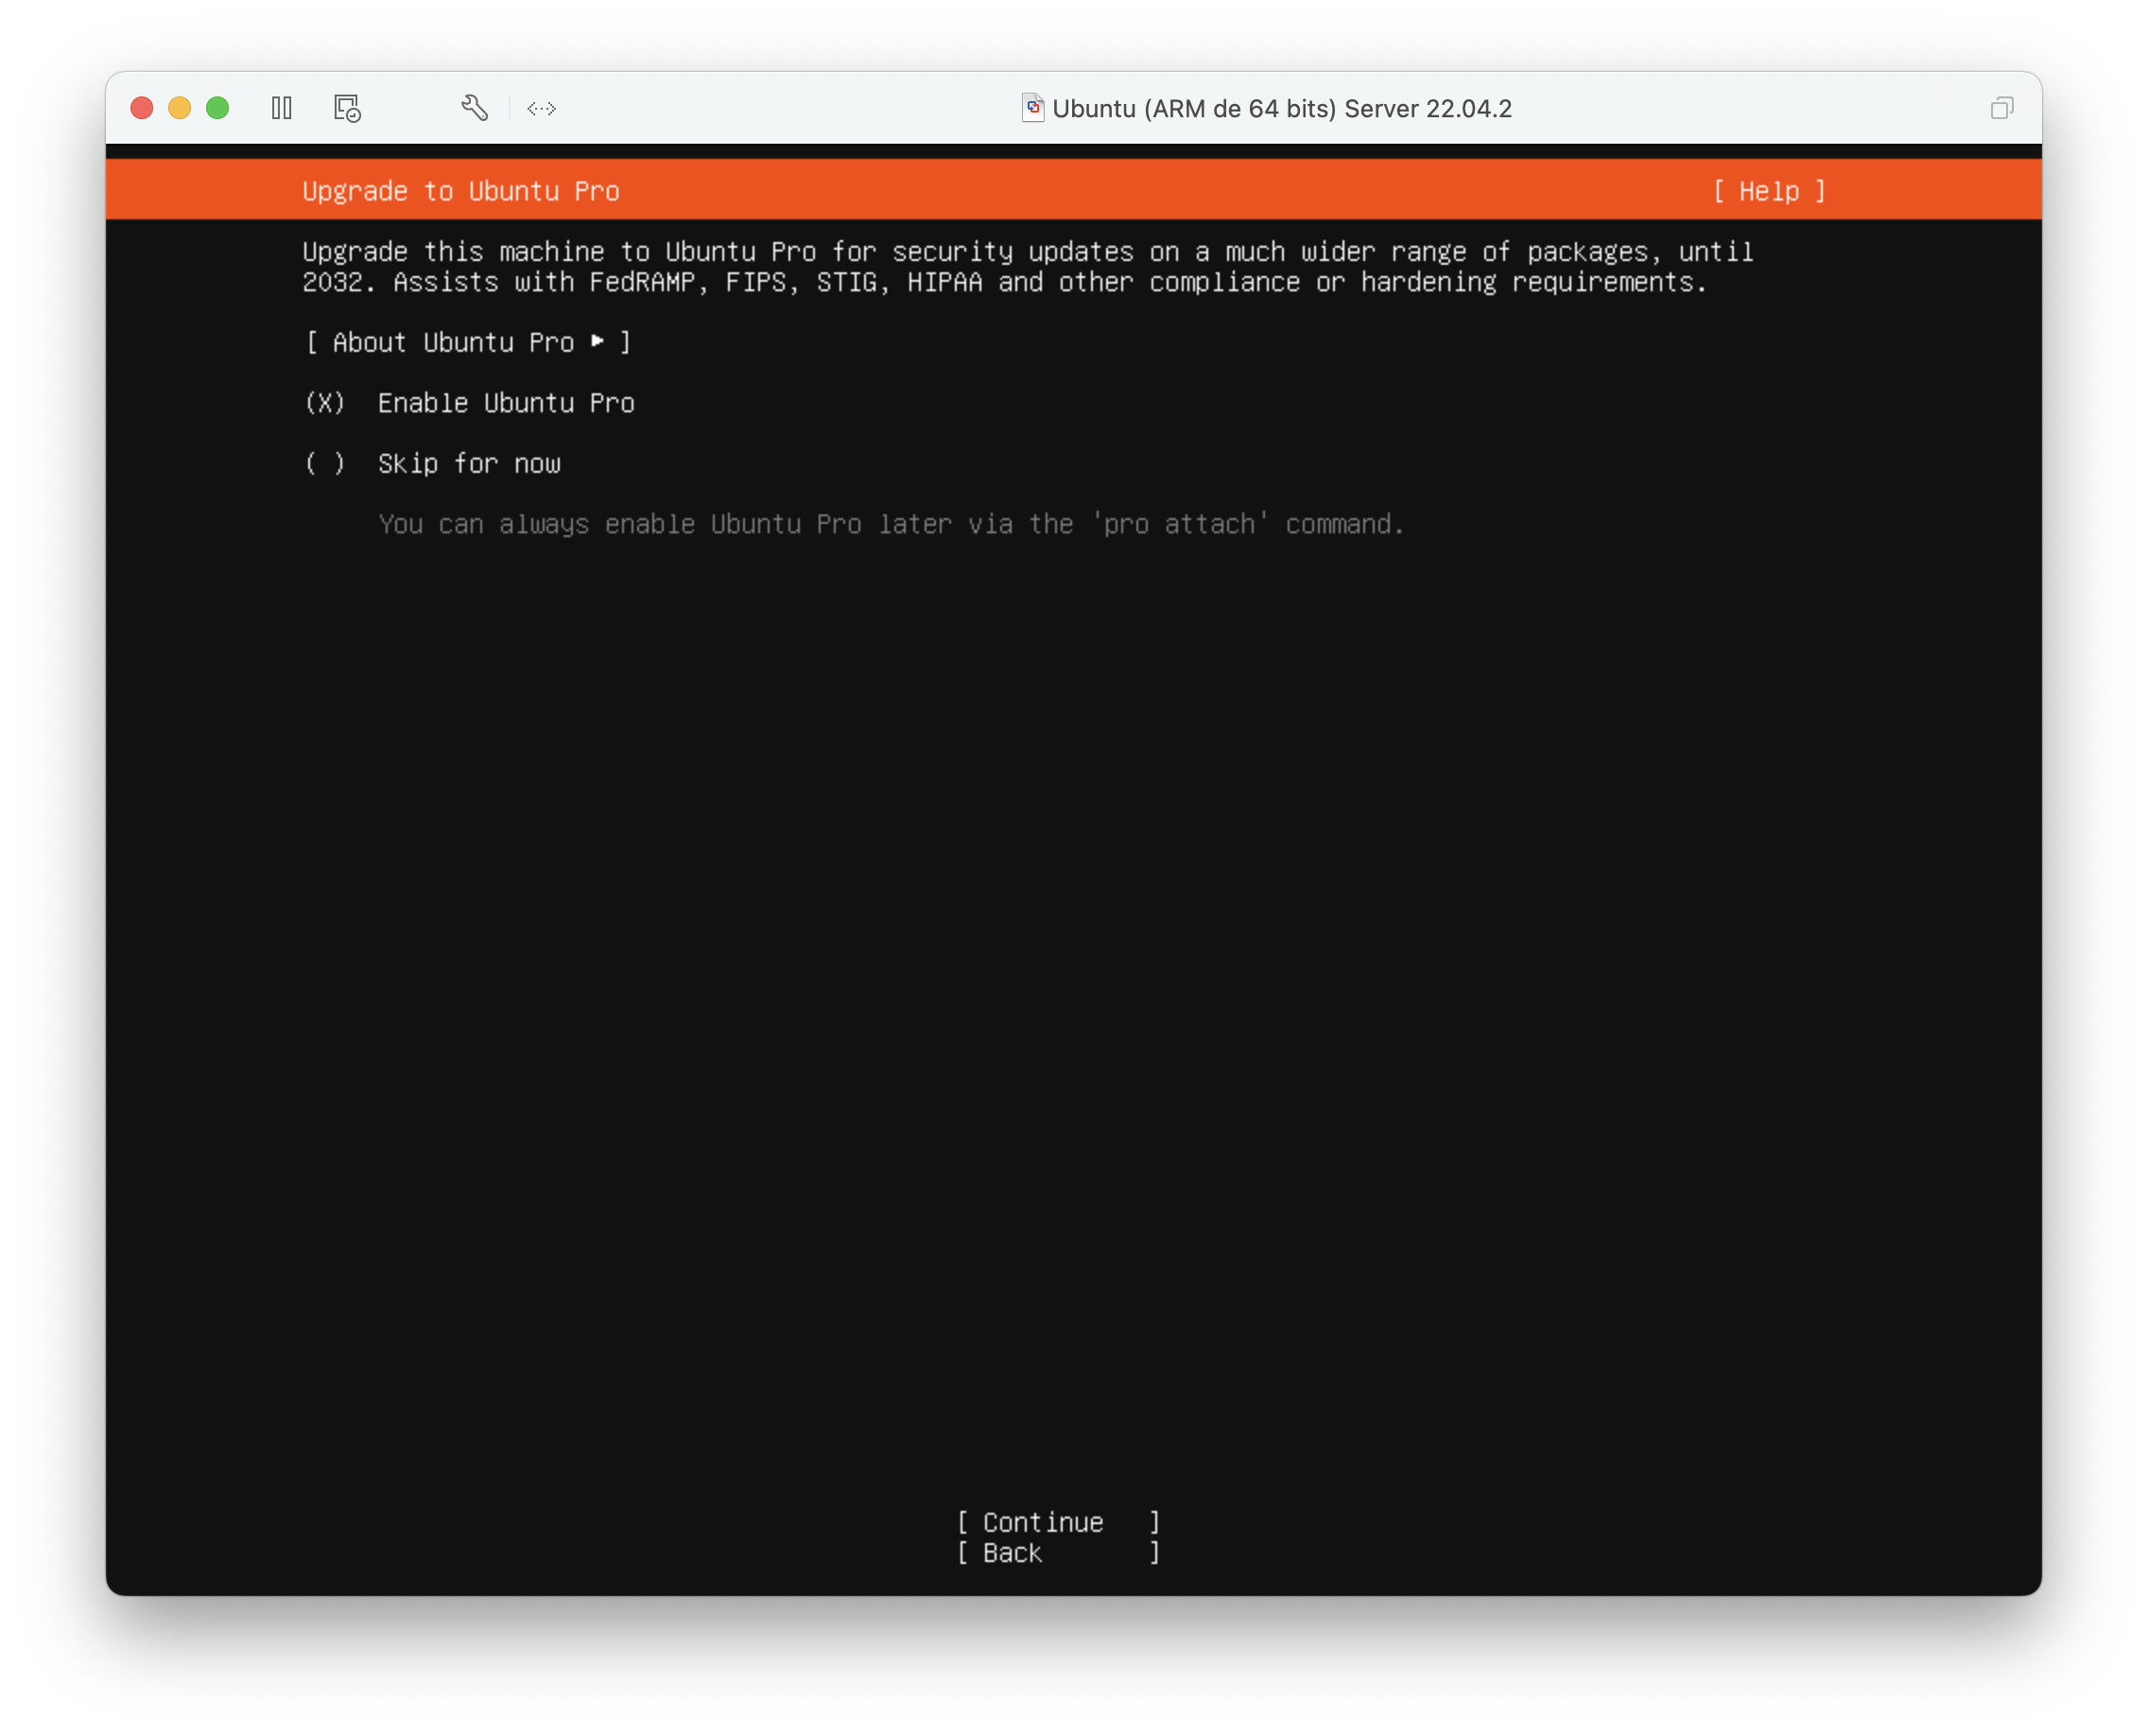 Ubuntu (ARM de 64 bits) Server 22.04.2
Upgrade to Ubuntu Pro [ Help ]
Upgrade this machine to Ubuntu Pro for security updates on a much wider range of packages, until
2032. Assists with FedRAMP, FIPS, STIG, HIPAA and other compliance or hardening requirements.
[ About Ubuntu Pro ▸ ]
(X) Enable Ubuntu Pro
( ) Skip for now
You can always enable Ubuntu Pro later via the 'pro attach' command.
[ Continue ]
[ Back ]